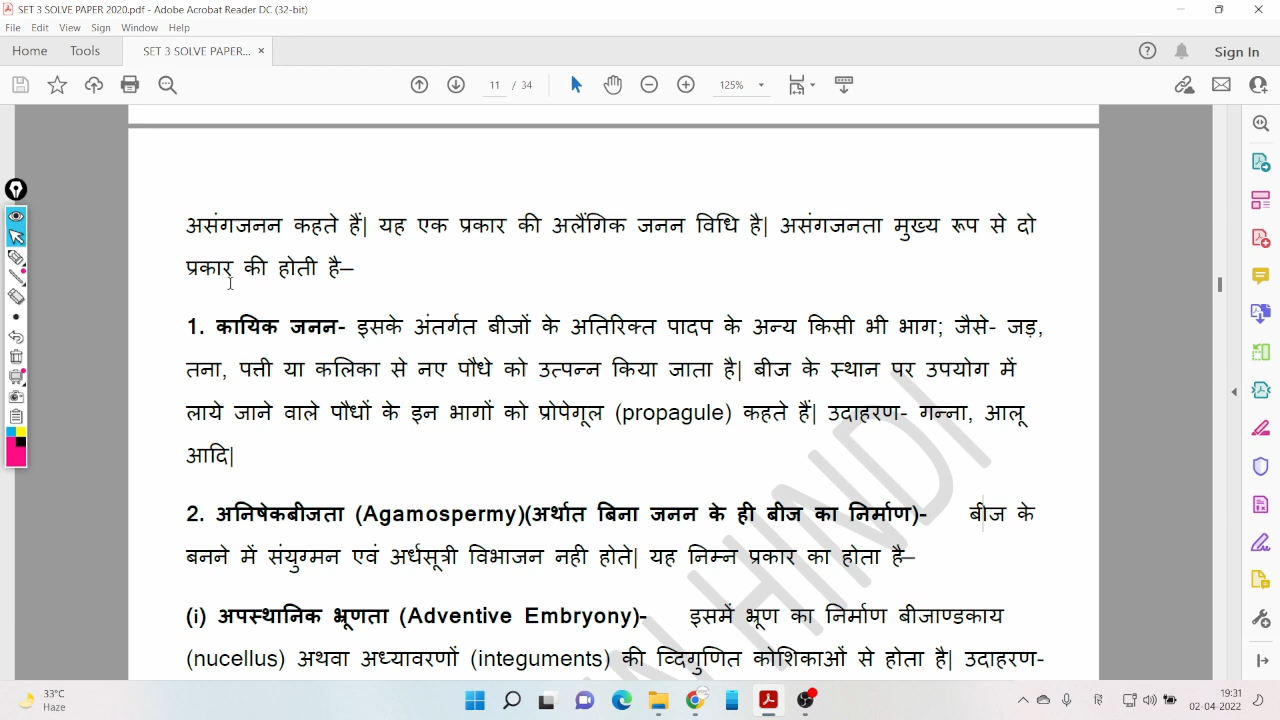 SET 3 SOLVE PAPER 2020.pdf - Adobe Acrobat Reader DC (32-bit)
File Edit View Sign Window Help
Home Tools SET 3 SOLVE PAPER... × Sign In
11 / 34 125%
असंगजनन कहते हैं| यह एक प्रकार की अलैंगिक जनन विधि है| असंगजनता मुख्य रूप से दो
प्रकार की होती है–
1. कायिक जनन- इसके अंतर्गत बीजों के अतिरिक्त पादप के अन्य किसी भी भाग; जैसे- जड़,
तना, पत्ती या कलिका से नए पौधे को उत्पन्न किया जाता है| बीज के स्थान पर उपयोग में
लाये जाने वाले पौधों के इन भागों को प्रोपेगूल (propagule) कहते हैं| उदाहरण- गन्ना, आलू
आदि|
2. अनिषेकबीजता (Agamospermy)(अर्थात बिना जनन के ही बीज का निर्माण)- बीज के
बनने में संयुग्मन एवं अर्धसूत्री विभाजन नही होते| यह निम्न प्रकार का होता है–
(i) अपस्थानिक भ्रूणता (Adventive Embryony)- इसमें भ्रूण का निर्माण बीजाण्डकाय
(nucellus) अथवा अध्यावरणों (integuments) की व्दिगुणित कोशिकाओं से होता है| उदाहरण-
IN HINDI
33°C
Haze
19:31
02-04-2022